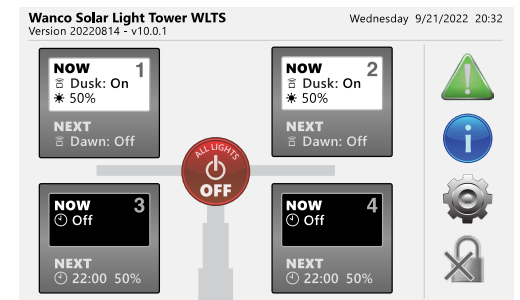 Wanco Solar Light Tower WLTS
Version 20220814 - v10.0.1
Wednesday 9/21/2022 20:32
NOW 1
Dusk: On
50%
NEXT
Dawn: Off
NOW 2
Dusk: On
50%
NEXT
Dawn: Off
ALL LIGHTS
OFF
NOW 3
Off
NEXT
22:00 50%
NOW 4
Off
NEXT
22:00 50%
i